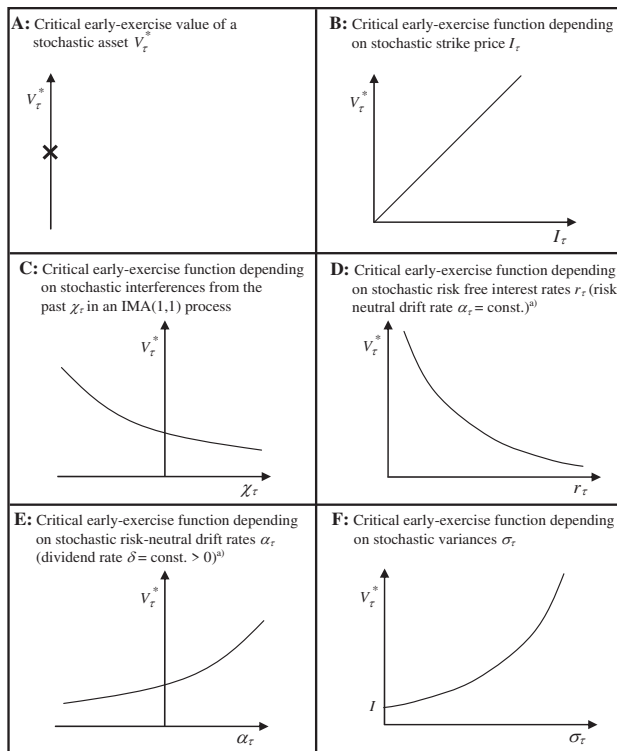 A: Critical early-exercise value of a
stochastic asset V*τ
V*τ
B: Critical early-exercise function depending
on stochastic strike price Iτ
V*τ
Iτ
C: Critical early-exercise function depending
on stochastic interferences from the
past χτ in an IMA(1,1) process
V*τ
χτ
D: Critical early-exercise function depending
on stochastic risk free interest rates rτ (risk
neutral drift rate ατ = const.)a)
V*τ
rτ
E: Critical early-exercise function depending
on stochastic risk-neutral drift rates ατ
(dividend rate δ = const. > 0)a)
V*τ
ατ
F: Critical early-exercise function depending
on stochastic variances στ
V*τ
I
στ